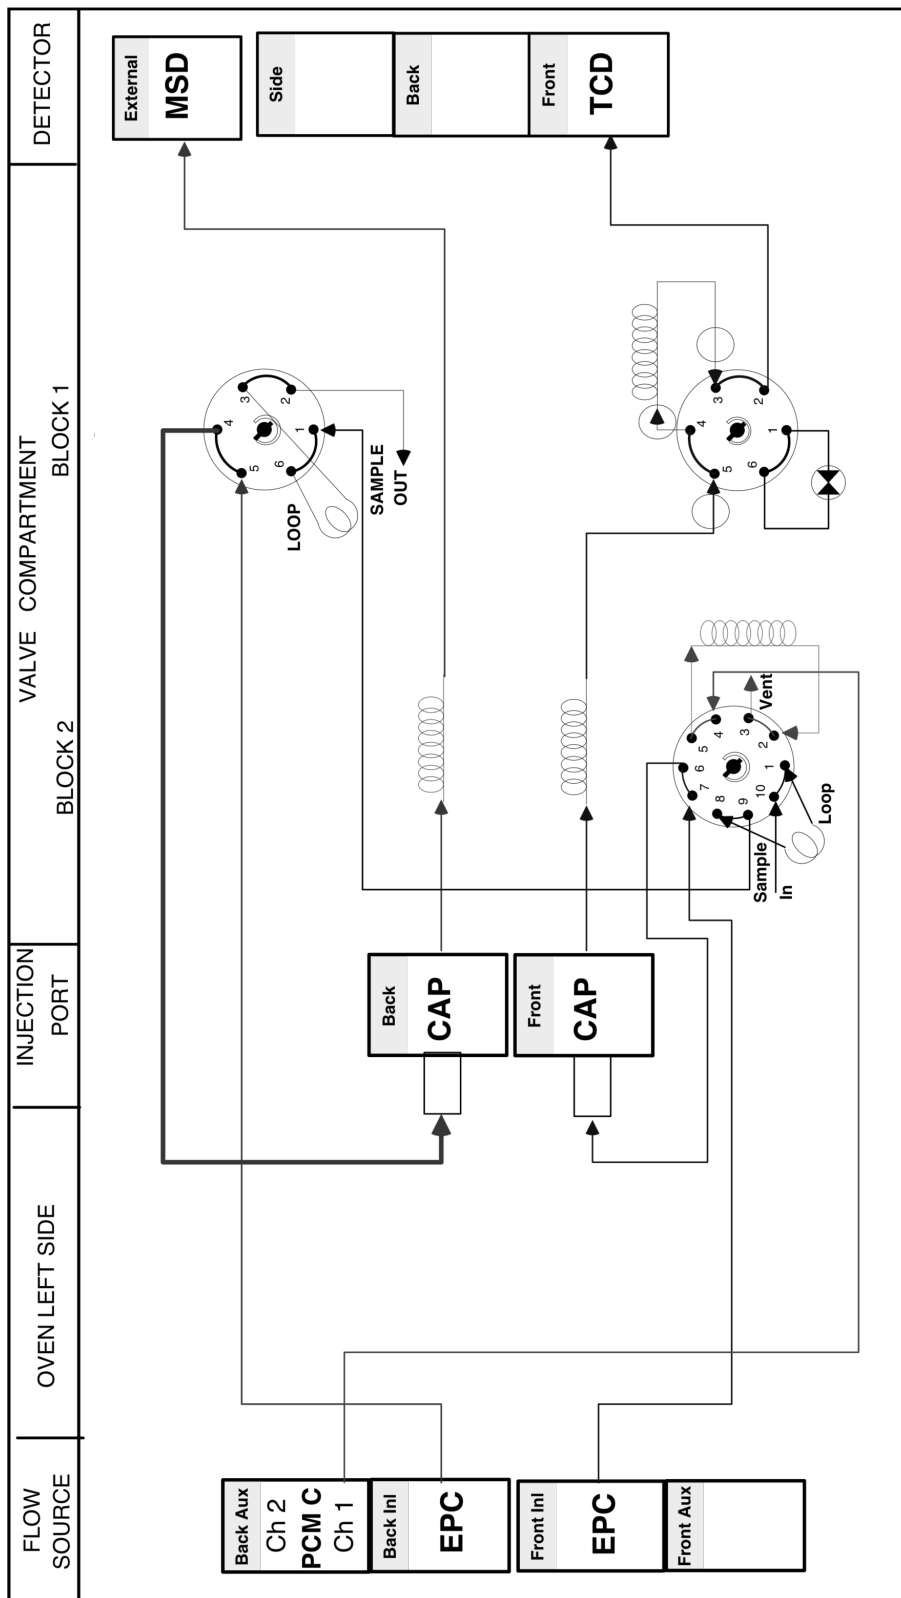 FLOW
SOURCE
OVEN LEFT SIDE
INJECTION
PORT
VALVE COMPARTMENT
BLOCK 2
BLOCK 1
DETECTOR
Back Aux
Ch 2
PCM C
Ch 1
Back Inl
EPC
Front Inl
EPC
Front Aux
Back
CAP
Front
CAP
4
3
5
2
6
1
LOOP
SAMPLE
OUT
5
4
6
3
7
2
8
1
9
10
Vent
Sample
In
Loop
4
3
5
2
6
1
External
MSD
Side
Back
Front
TCD